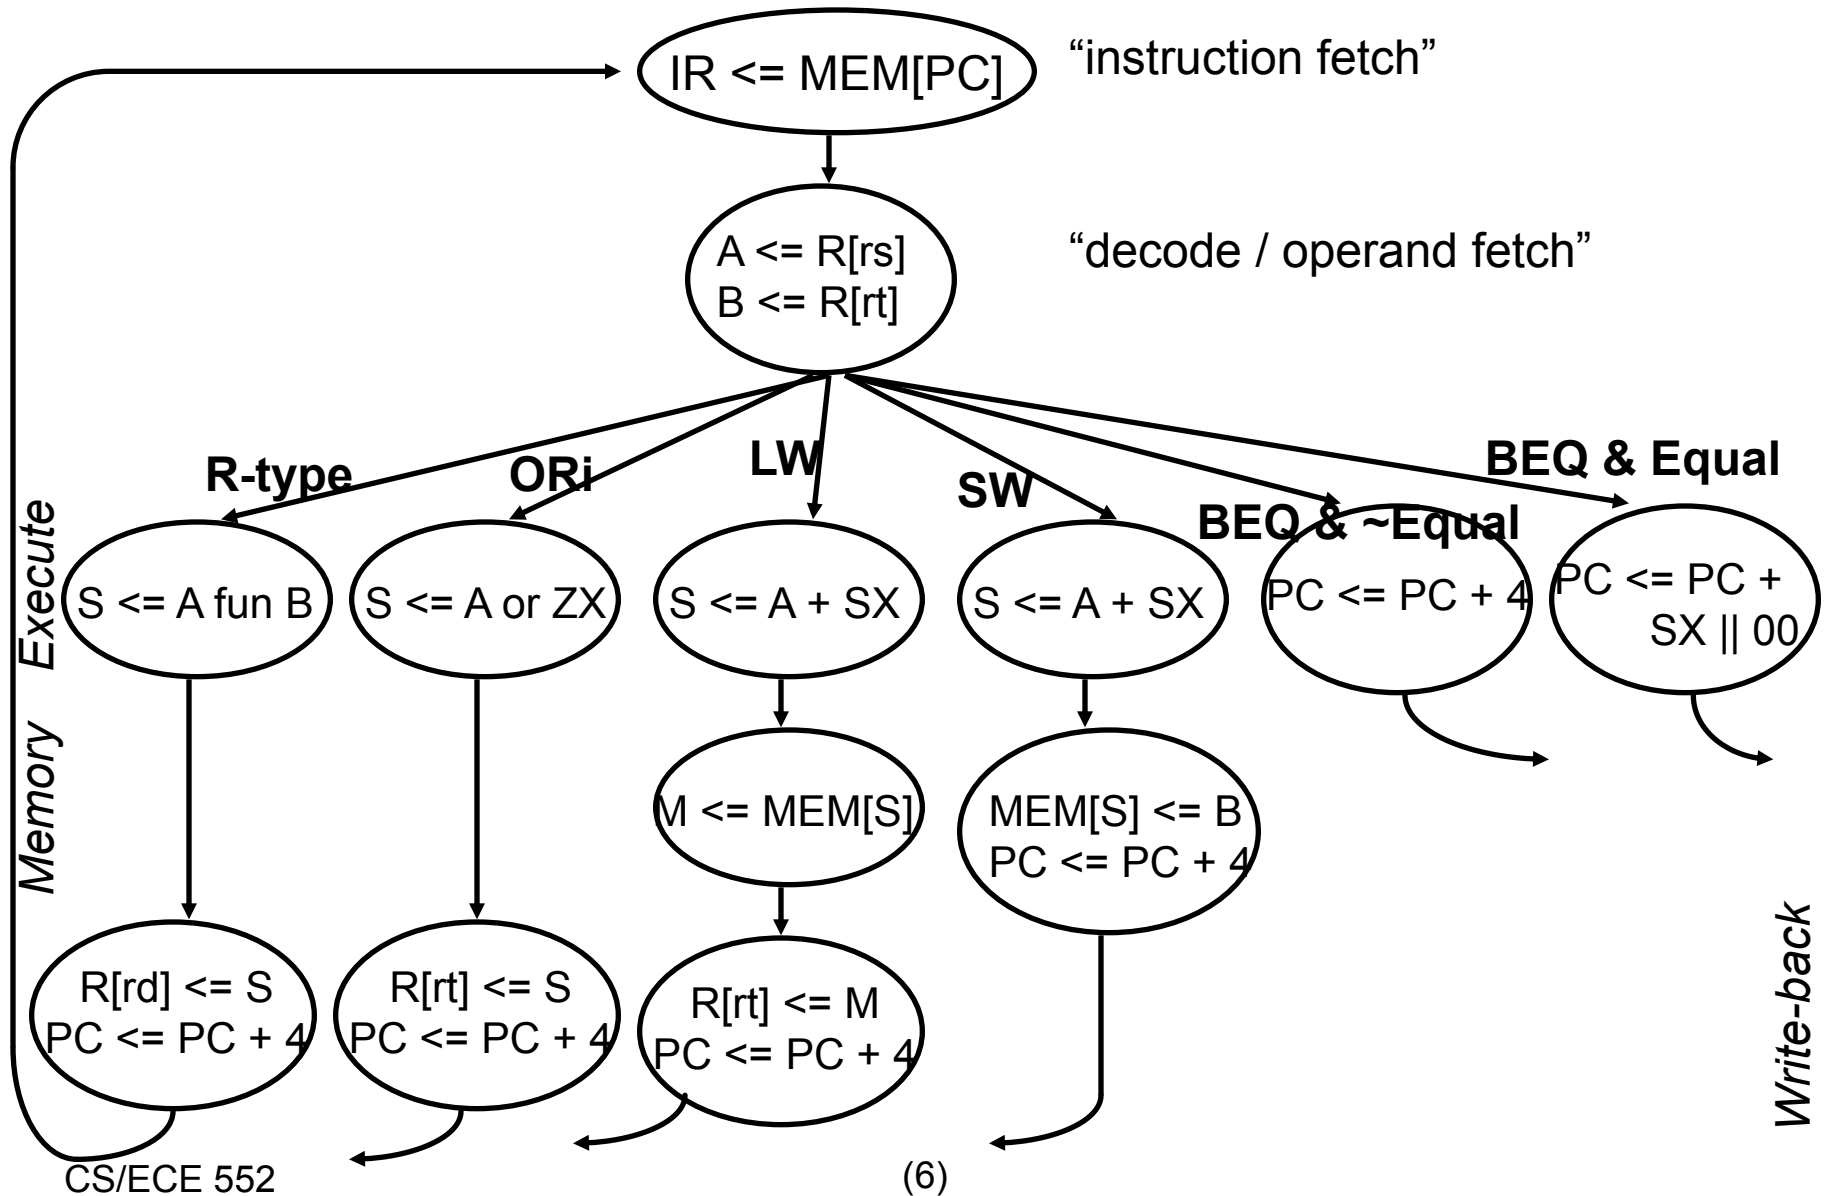 IR <= MEM[PC]
“instruction fetch”
A <= R[rs]
B <= R[rt]
“decode / operand fetch”
R-type
ORi
LW
SW
BEQ & ~Equal
BEQ & Equal
Execute
S <= A fun B
S <= A or ZX
S <= A + SX
S <= A + SX
PC <= PC + 4
PC <= PC +
SX || 00
Memory
M <= MEM[S]
MEM[S] <= B
PC <= PC + 4
R[rd] <= S
PC <= PC + 4
R[rt] <= S
PC <= PC + 4
R[rt] <= M
PC <= PC + 4
Write-back
CS/ECE 552
(6)